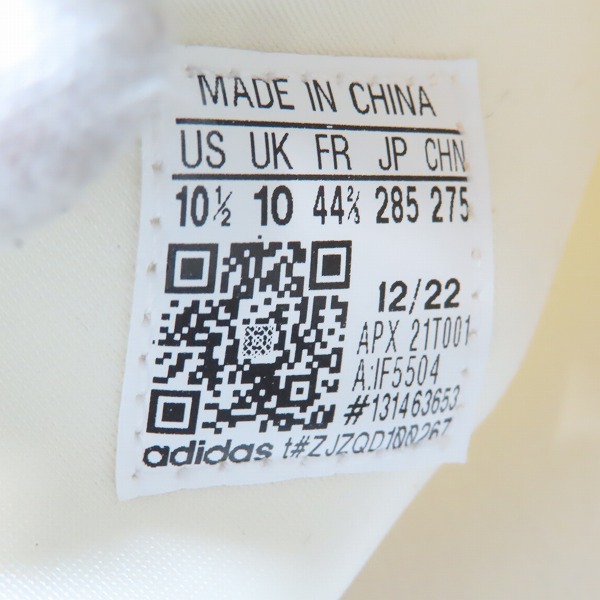 MADE IN CHINA
US UK FR JP CHN
10½ 10 44⅔ 285 275
12/22
APX 21T001
A:IF5504
#131463653
adidas t#ZJZQD100267